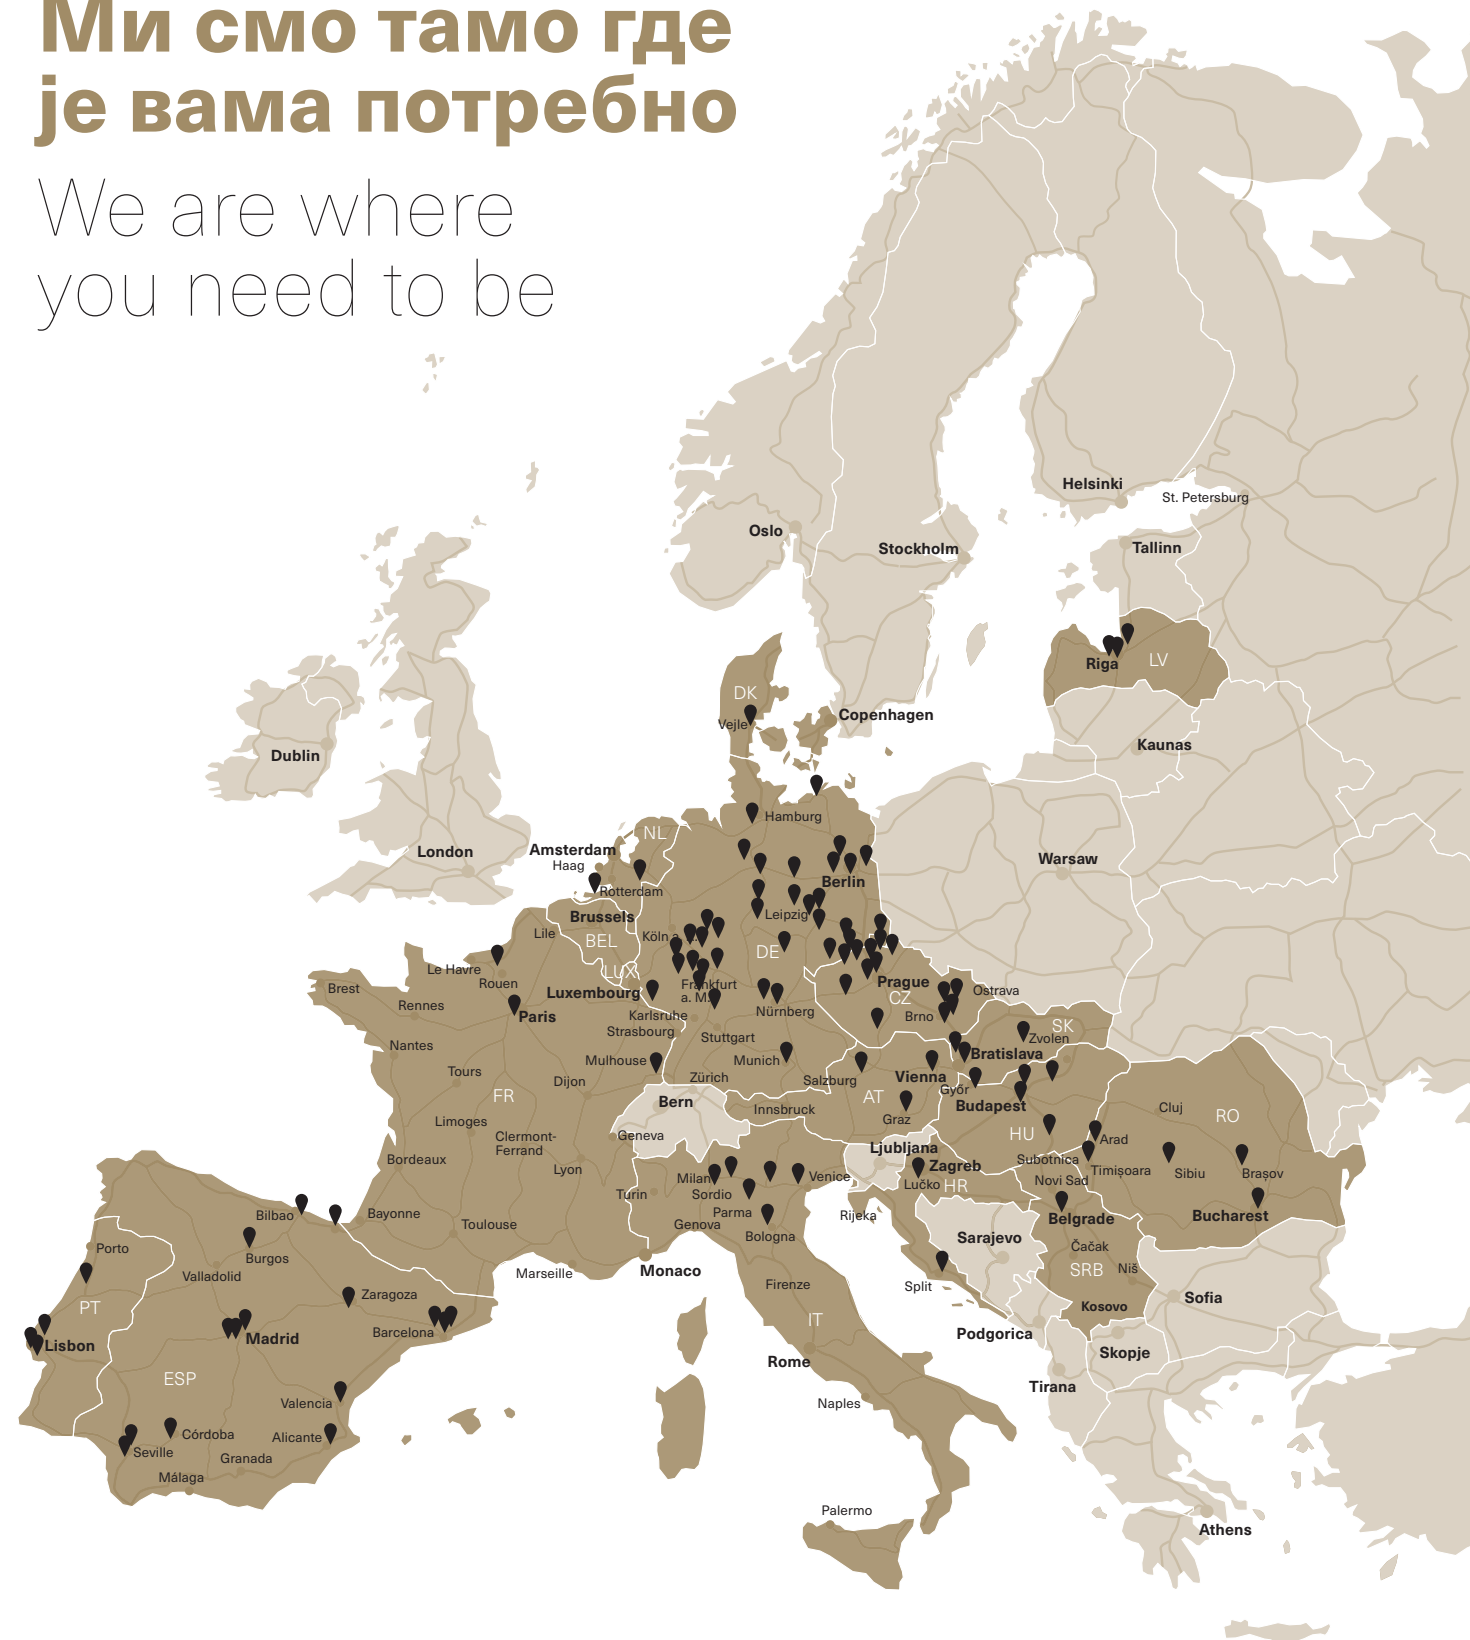 Ми смо тамо где
је вама потребно
We are where
you need to be
Helsinki
St. Petersburg
Oslo
Stockholm
Tallinn
Riga
LV
DK
Vejle
Copenhagen
Kaunas
Dublin
Hamburg
NL
London
Amsterdam
Haag
Rotterdam
Warsaw
Berlin
Brussels
Leipzig
Lile
BEL
Köln a.
DE
Le Havre
Rouen
LUX
Frankfurt
a. M.
Prague
CZ
Ostrava
Brest
Rennes
Luxembourg
Paris
Karlsruhe
Nürnberg
Brno
SK
Zvolen
Strasbourg
Stuttgart
Nantes
Mulhouse
Munich
Bratislava
Tours
Dijon
Zürich
Salzburg
Vienna
Győr
FR
Bern
Innsbruck
AT
Graz
Budapest
Cluj
RO
Limoges
Clermont-
Ferrand
Geneva
HU
Arad
Bordeaux
Lyon
Ljubljana
Zagreb
Subotnica
Timișoara
Sibiu
Brașov
Milan
Venice
Turin
Sordio
Lučko
HR
Novi Sad
Bilbao
Bayonne
Toulouse
Genova
Parma
Bologna
Rijeka
Belgrade
Bucharest
Porto
Burgos
Valladolid
Marseille
Monaco
Sarajevo
Čačak
SRB
Niš
Split
Firenze
PT
Zaragoza
Sofia
Kosovo
Lisbon
Madrid
Barcelona
IT
Podgorica
Skopje
Rome
ESP
Tirana
Valencia
Naples
Córdoba
Alicante
Seville
Granada
Málaga
Palermo
Athens